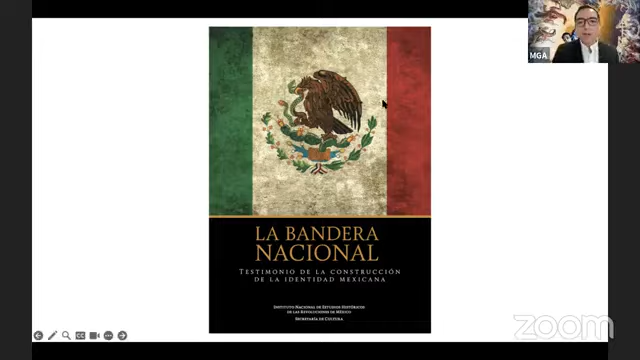 MGA
LA BANDERA
NACIONAL
TESTIMONIO DE LA CONSTRUCCIÓN
DE LA IDENTIDAD MEXICANA
INSTITUTO NACIONAL DE ESTUDIOS HISTÓRICOS
DE LAS REVOLUCIONES DE MÉXICO
SECRETARÍA DE CULTURA
zoom